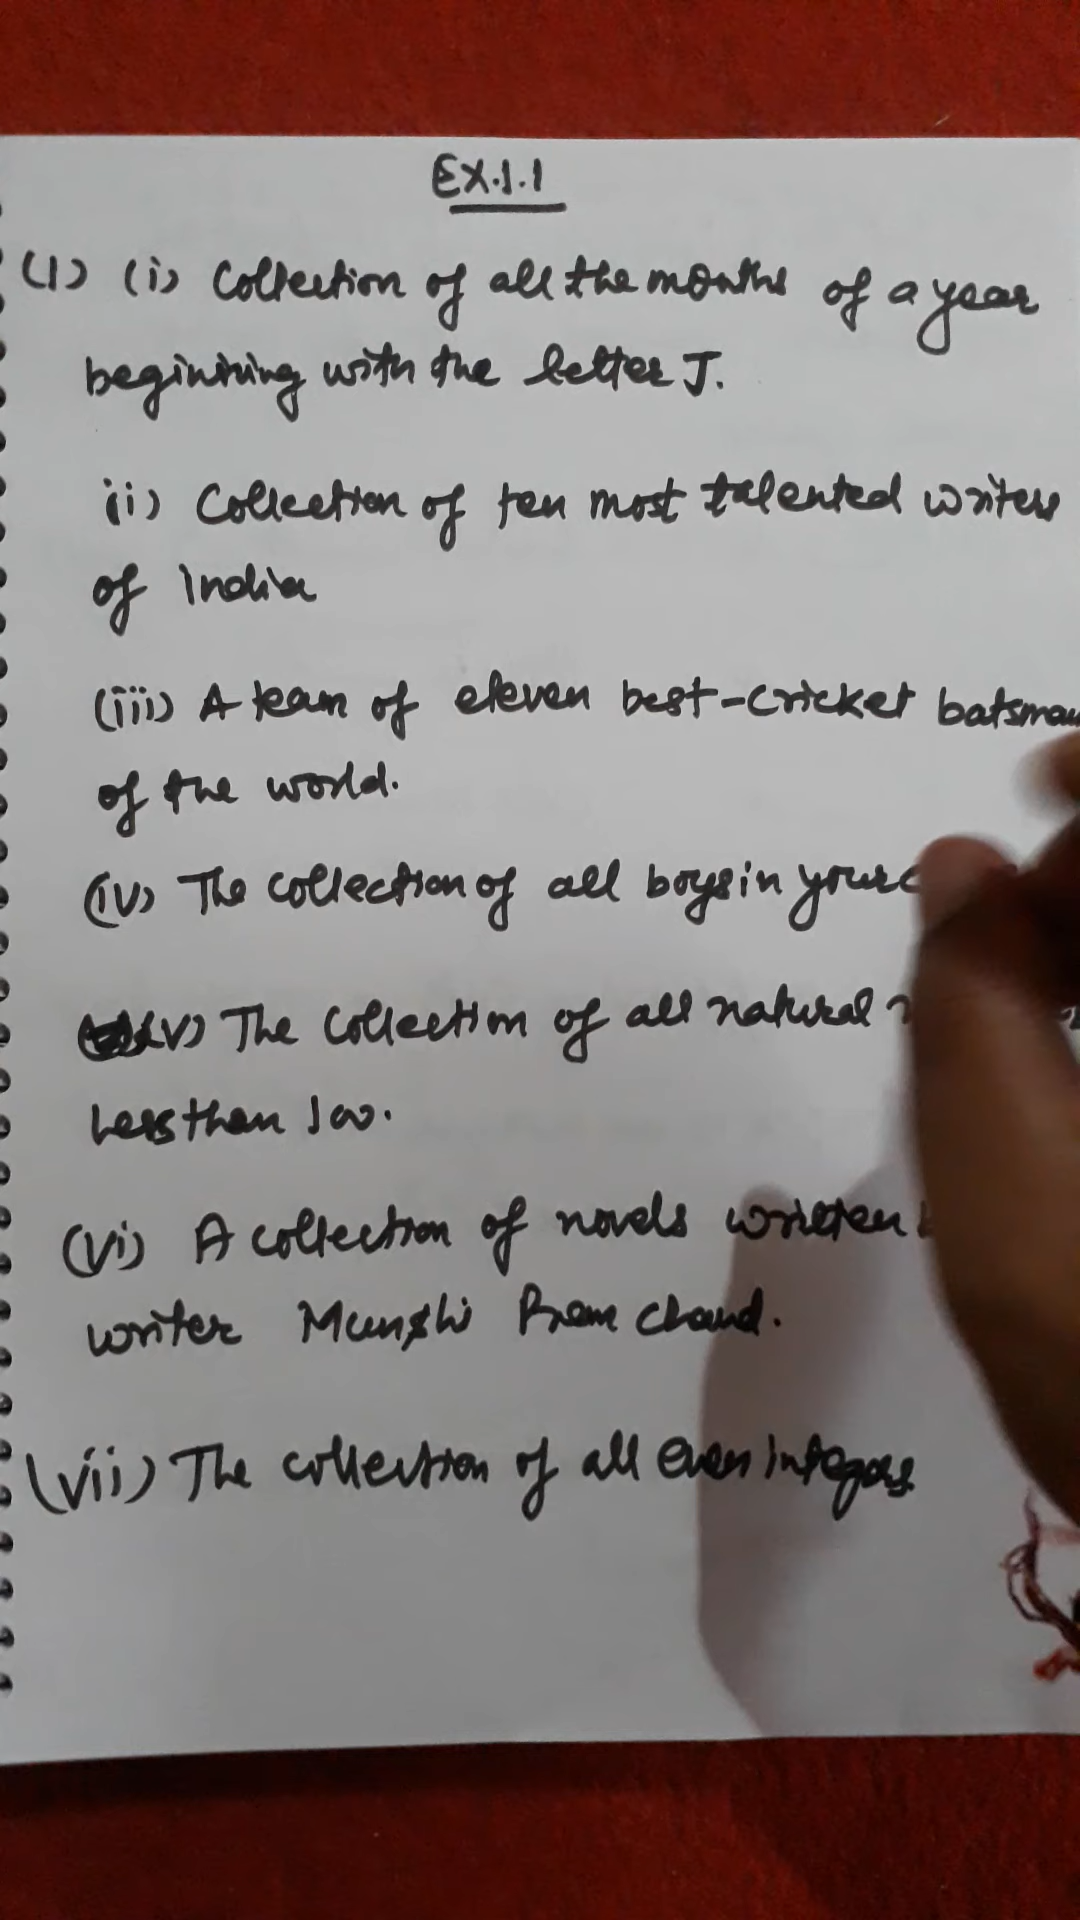 EX.1.1
(1) (i) Collection of all the months of a year
beginning with the letter J.
ii) Collection of ten most talented writers
of India
(iii) A team of eleven best-cricket batsman
of the world.
(iv) The collection of all boys in your
(v) The collection of all natural
less than 100.
(vi) A collection of novels written
writer Munshi Prem chand.
(vii) The collection of all even integers